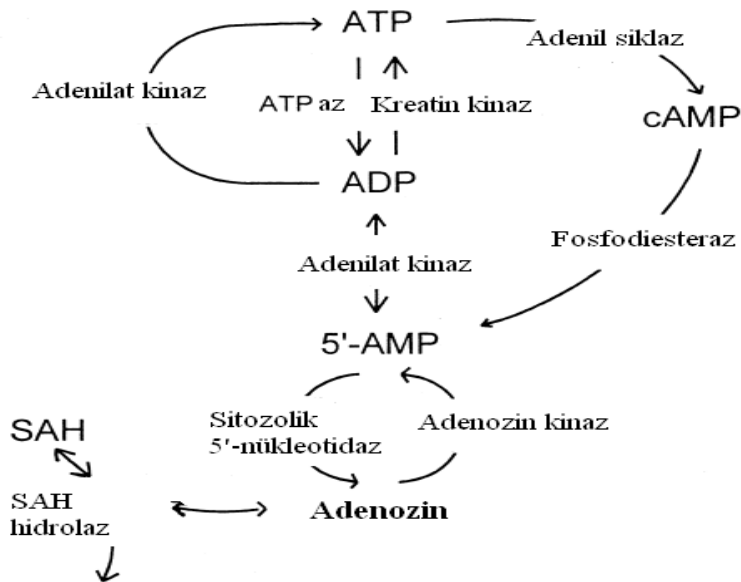 ATP
Adenil siklaz
Adenilat kinaz
ATP az Kreatin kinaz
cAMP
ADP
Fosfodiesteraz
Adenilat kinaz
5'-AMP
Sitozolik
5'-nükleotidaz
Adenozin kinaz
SAH
SAH
hidrolaz
Adenozin